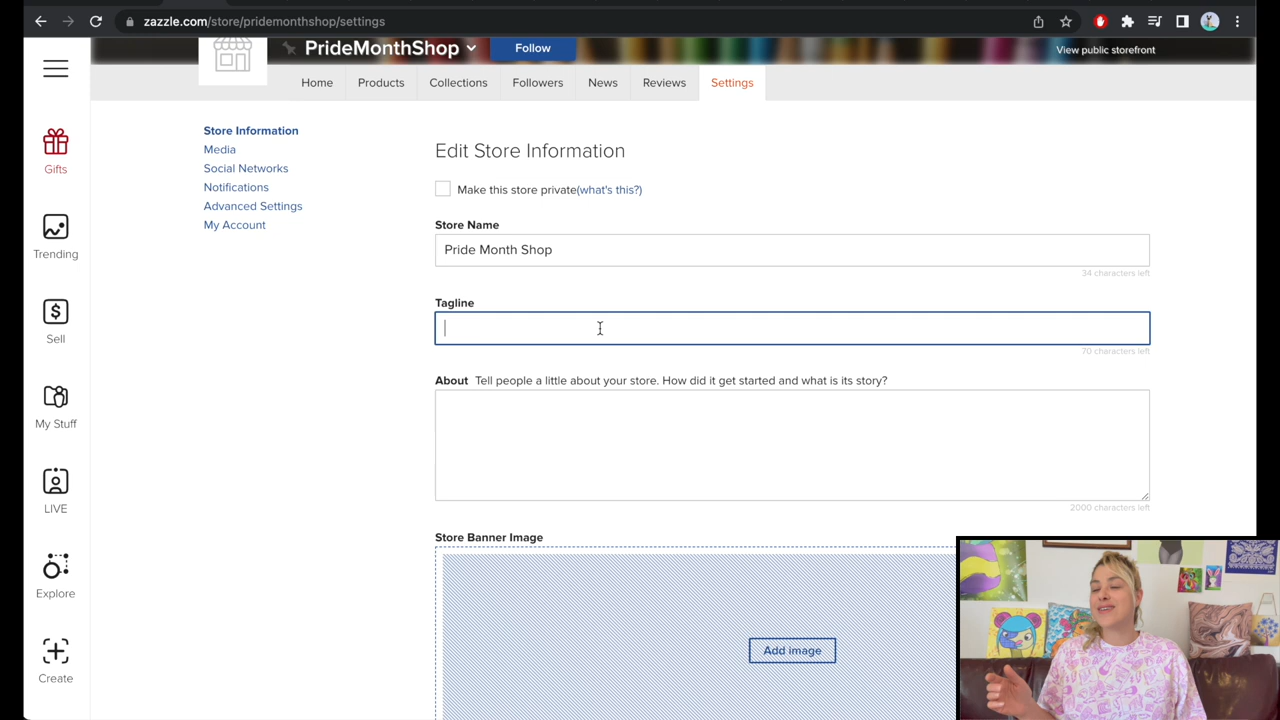 zazzle.com/store/pridemonthshop/settings
PrideMonthShop
Follow
View public storefront
Home
Products
Collections
Followers
News
Reviews
Settings
Gifts
Trending
Sell
My Stuff
LIVE
Explore
Create
Store Information
Media
Social Networks
Notifications
Advanced Settings
My Account
Edit Store Information
Make this store private(what's this?)
Store Name
Pride Month Shop
34 characters left
Tagline
70 characters left
About Tell people a little about your store. How did it get started and what is its story?
2000 characters left
Store Banner Image
Add image